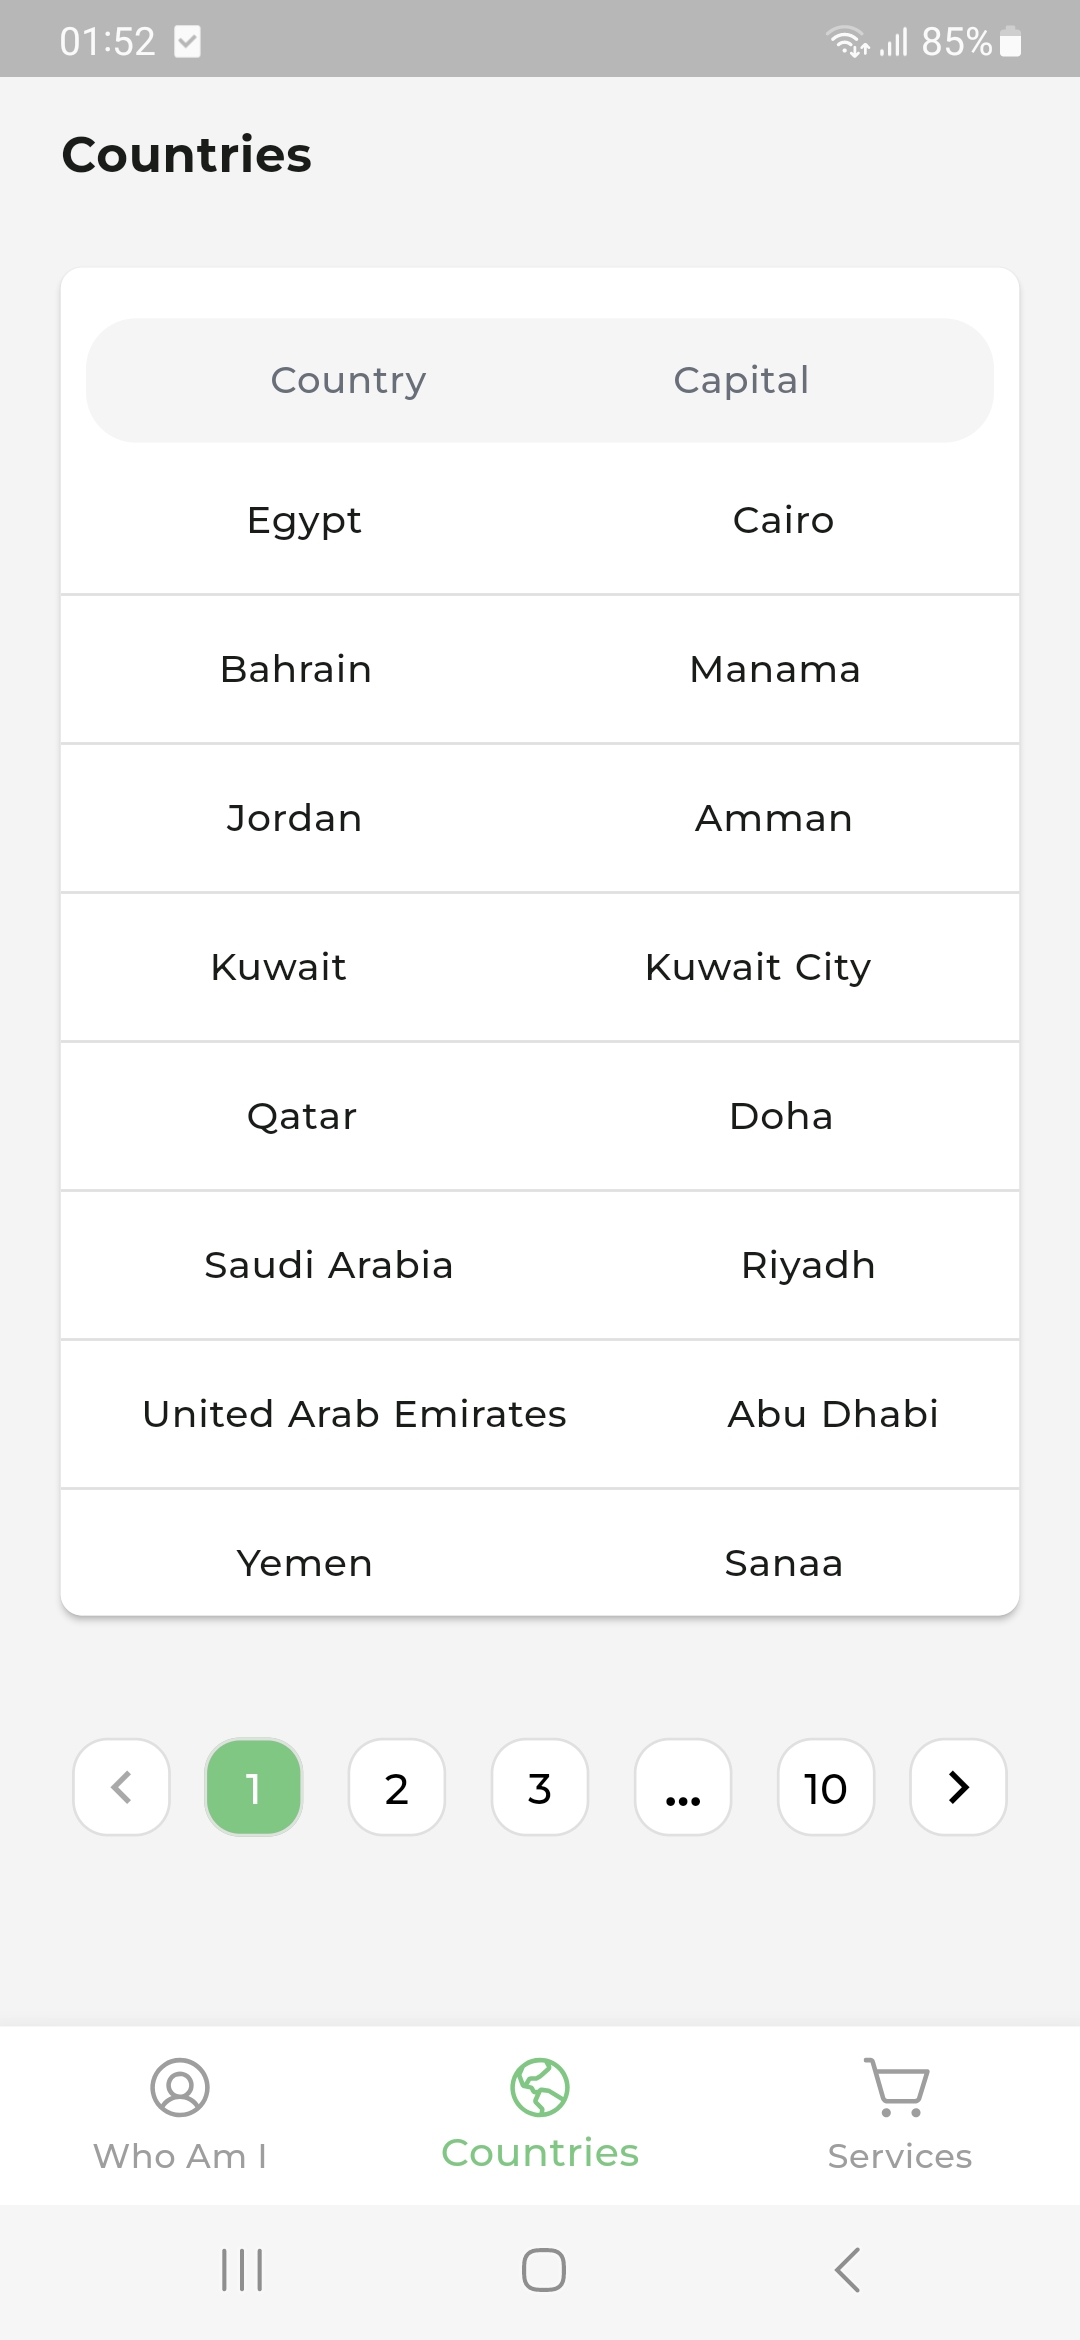 01:52 85%
Countries
Country Capital
Egypt Cairo
Bahrain Manama
Jordan Amman
Kuwait Kuwait City
Qatar Doha
Saudi Arabia Riyadh
United Arab Emirates Abu Dhabi
Yemen Sanaa
1 2 3 ... 10
Who Am I Countries Services